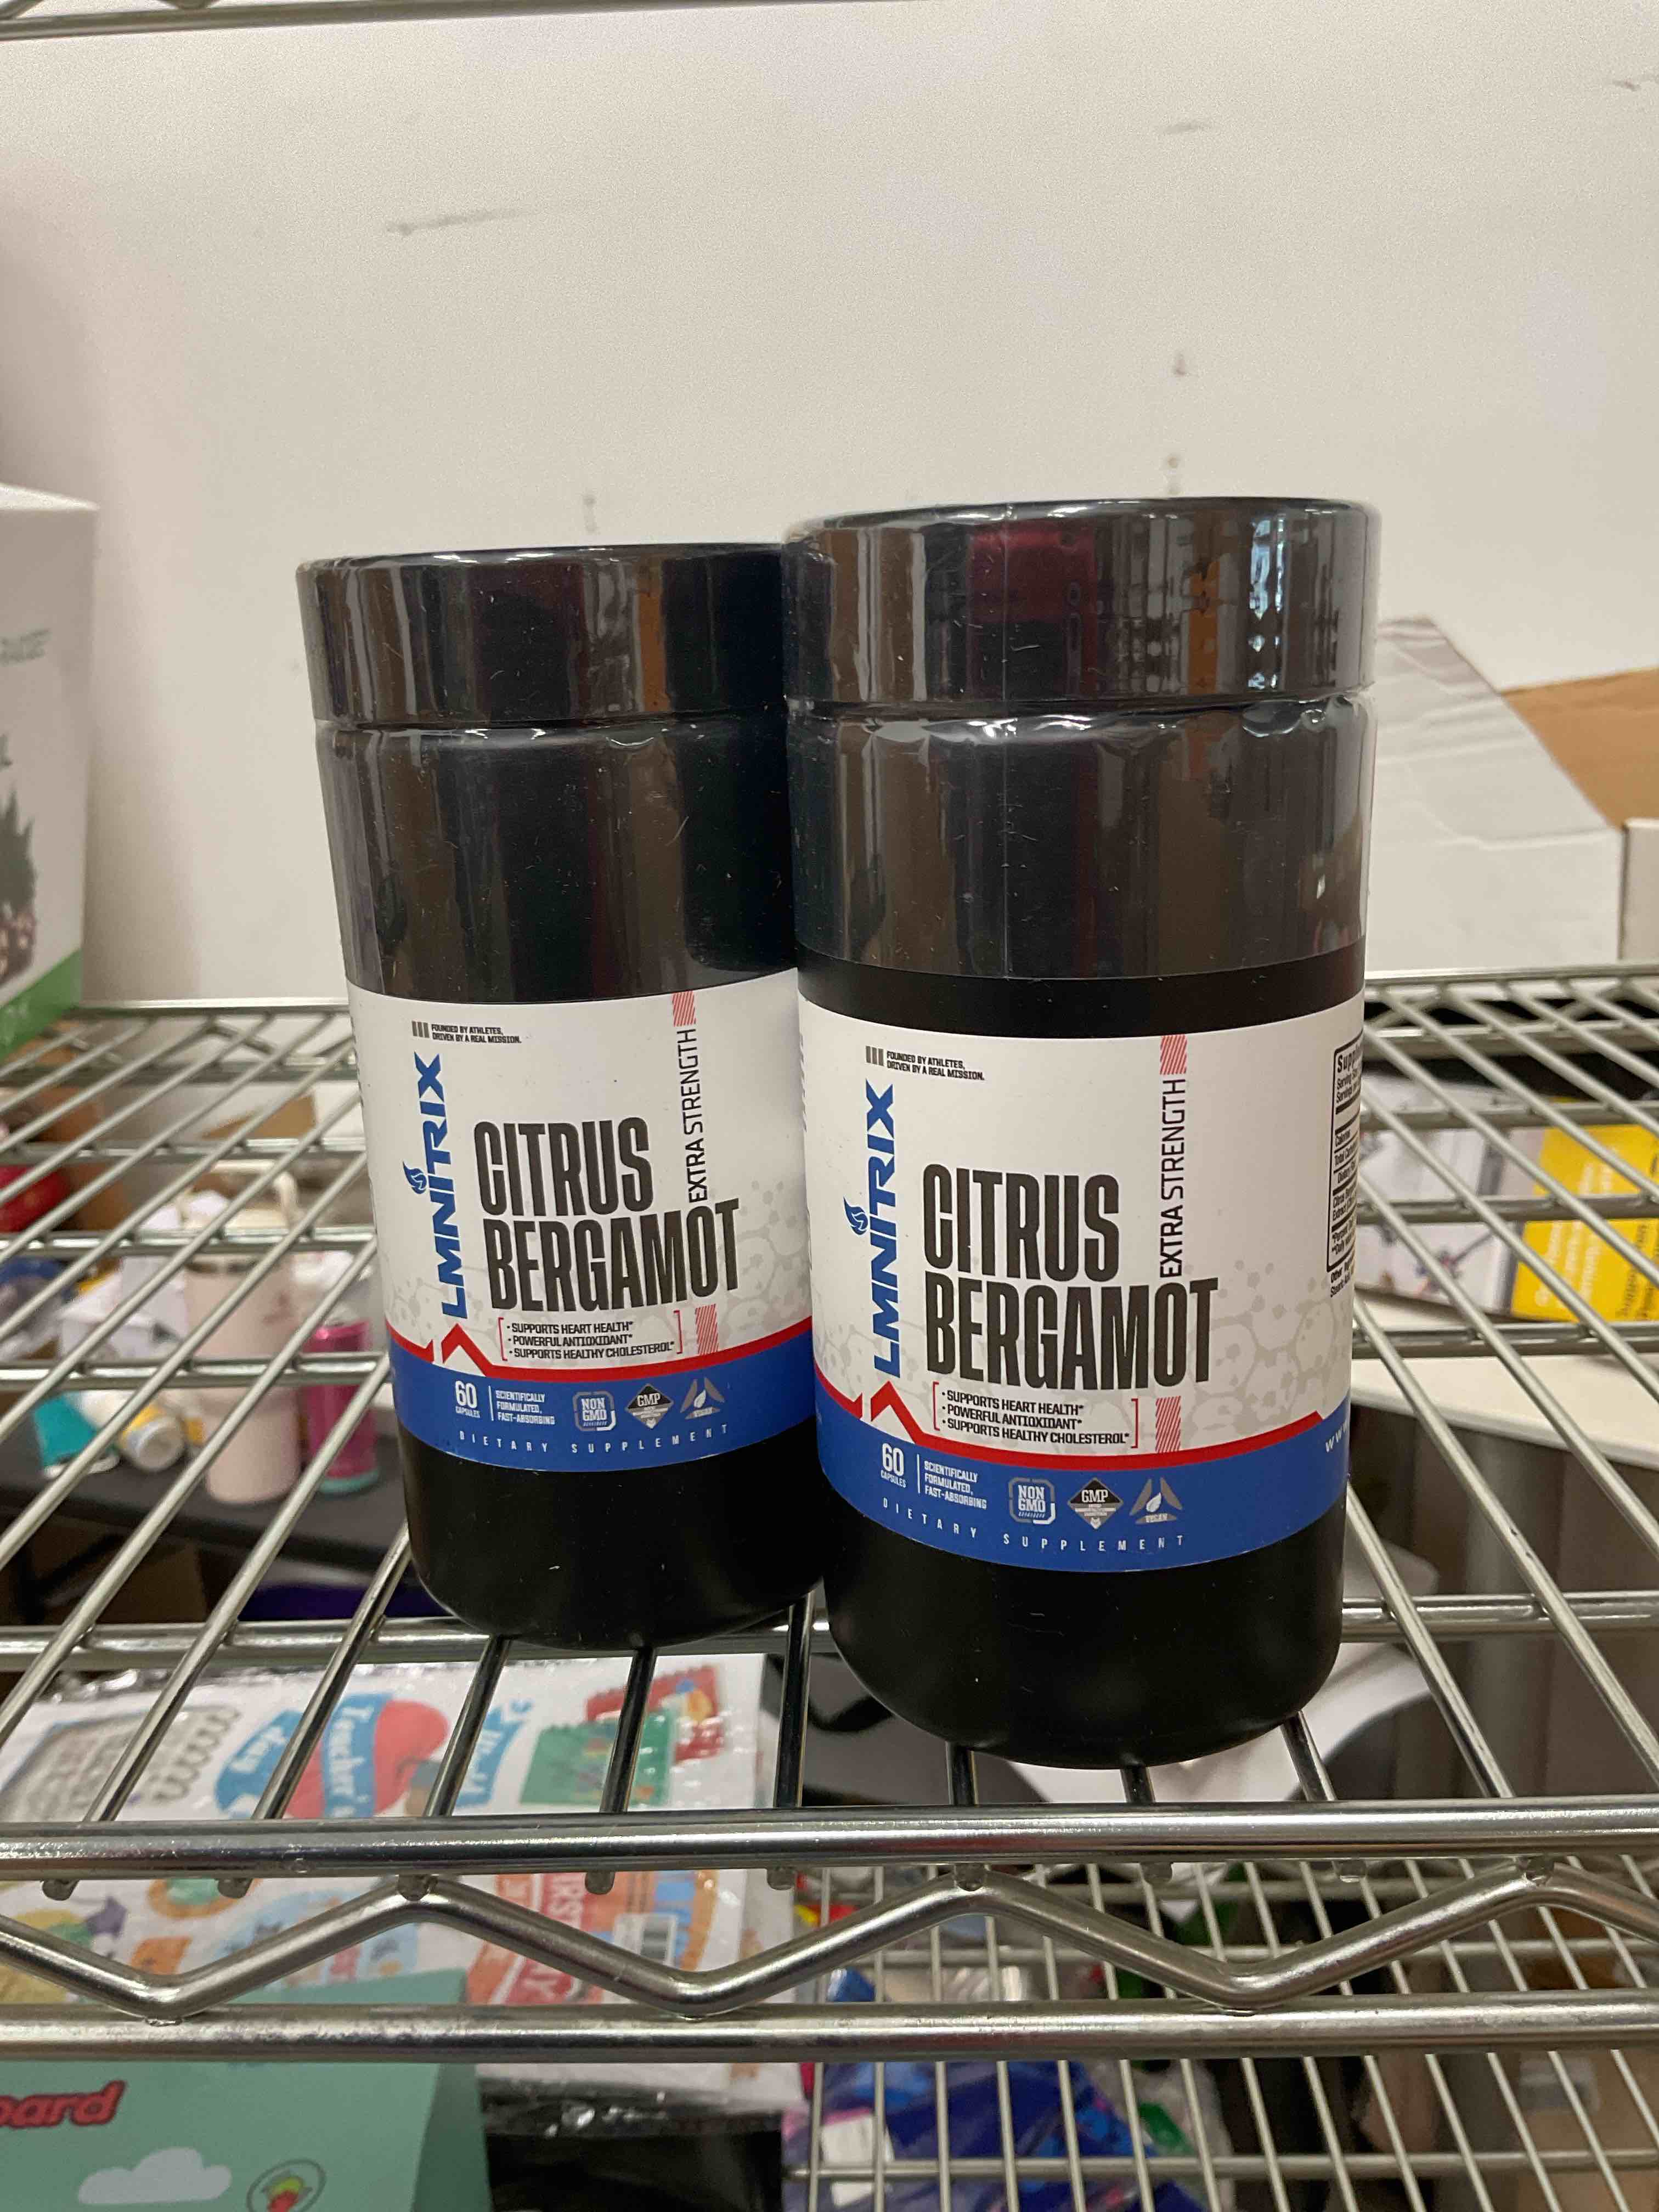 FOUNDED BY ATHLETES,
DRIVEN BY A REAL MISSION.
LMNITRIX
CITRUS
BERGAMOT
EXTRA STRENGTH
• SUPPORTS HEART HEALTH*
• POWERFUL ANTIOXIDANT*
• SUPPORTS HEALTHY CHOLESTEROL*
60
CAPSULES
SCIENTIFICALLY
FORMULATED,
FAST-ABSORBING
NON
GMO
GMP
VEGAN
DIETARY SUPPLEMENT
FOUNDED BY ATHLETES,
DRIVEN BY A REAL MISSION.
LMNITRIX
CITRUS
BERGAMOT
EXTRA STRENGTH
• SUPPORTS HEART HEALTH*
• POWERFUL ANTIOXIDANT*
• SUPPORTS HEALTHY CHOLESTEROL*
60
CAPSULES
SCIENTIFICALLY
FORMULATED,
FAST-ABSORBING
NON
GMO
GMP
VEGAN
DIETARY SUPPLEMENT
Teacher's
day